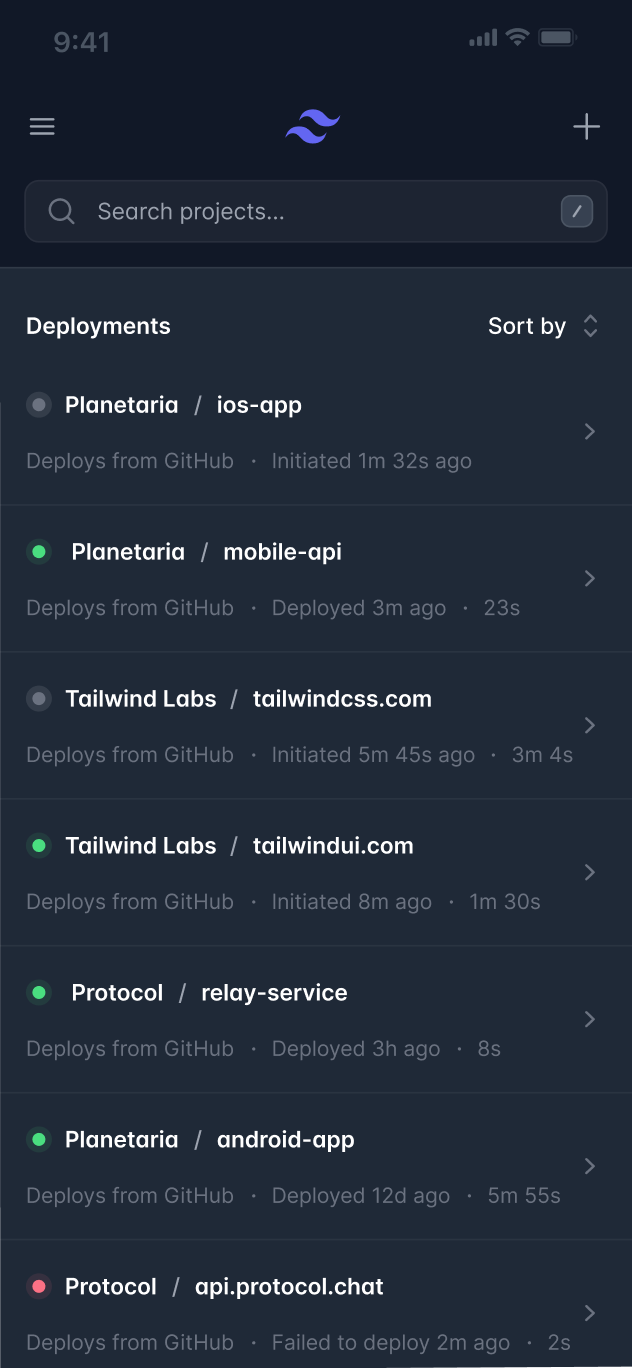 9:41
Search projects...
/
Deployments
Sort by
Planetaria / ios-app
Deploys from GitHub · Initiated 1m 32s ago
Planetaria / mobile-api
Deploys from GitHub · Deployed 3m ago · 23s
Tailwind Labs / tailwindcss.com
Deploys from GitHub · Initiated 5m 45s ago · 3m 4s
Tailwind Labs / tailwindui.com
Deploys from GitHub · Initiated 8m ago · 1m 30s
Protocol / relay-service
Deploys from GitHub · Deployed 3h ago · 8s
Planetaria / android-app
Deploys from GitHub · Deployed 12d ago · 5m 55s
Protocol / api.protocol.chat
Deploys from GitHub · Failed to deploy 2m ago · 2s